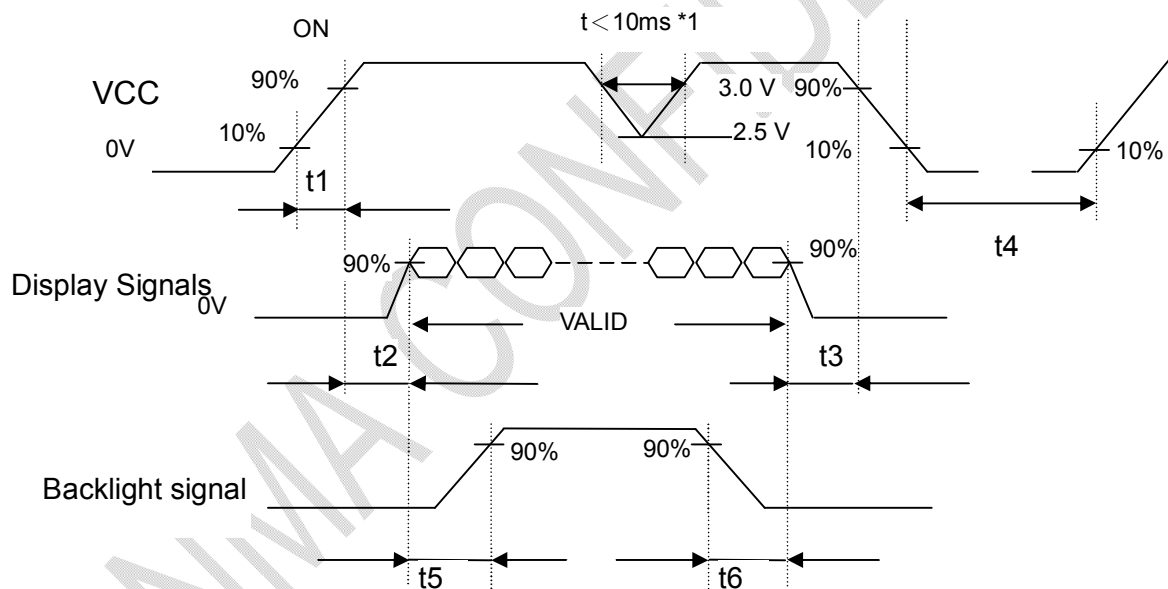 ON
t<10ms *1
90%
3.0 V
90%
VCC
2.5 V
10%
10%
10%
0V
t1
t4
90%
90%
Display Signals
0V
VALID
t2
t3
90%
90%
Backlight signal
t5
t6